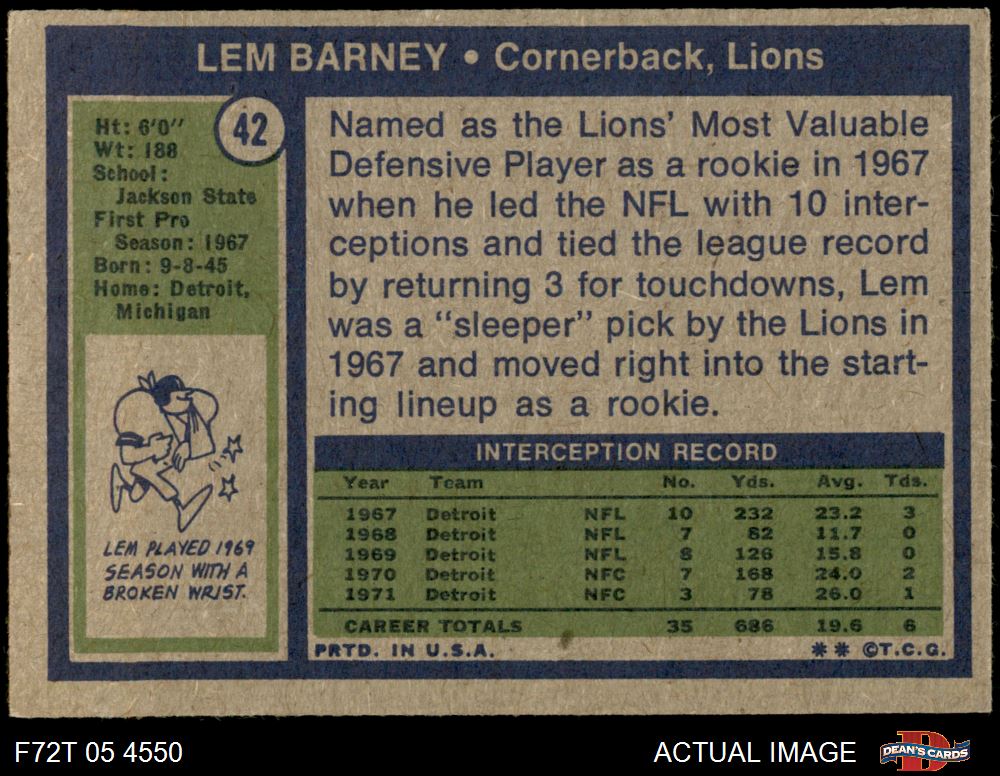 LEM BARNEY • Cornerback, Lions
42
Ht: 6'0"
Wt: 188
School:
Jackson State
First Pro
Season: 1967
Born: 9-8-45
Home: Detroit,
Michigan
LEM PLAYED 1969
SEASON WITH A
BROKEN WRIST.
Named as the Lions' Most Valuable
Defensive Player as a rookie in 1967
when he led the NFL with 10 inter-
ceptions and tied the league record
by returning 3 for touchdowns, Lem
was a "sleeper" pick by the Lions in
1967 and moved right into the start-
ing lineup as a rookie.
INTERCEPTION RECORD
Year Team No. Yds. Avg. Tds.
1967 Detroit NFL 10 232 23.2 3
1968 Detroit NFL 7 82 11.7 0
1969 Detroit NFL 8 126 15.8 0
1970 Detroit NFC 7 168 24.0 2
1971 Detroit NFC 3 78 26.0 1
CAREER TOTALS 35 686 19.6 6
PRTD. IN U.S.A. ** ©T.C.G.
F72T 05 4550 ACTUAL IMAGE DEAN'S CARDS